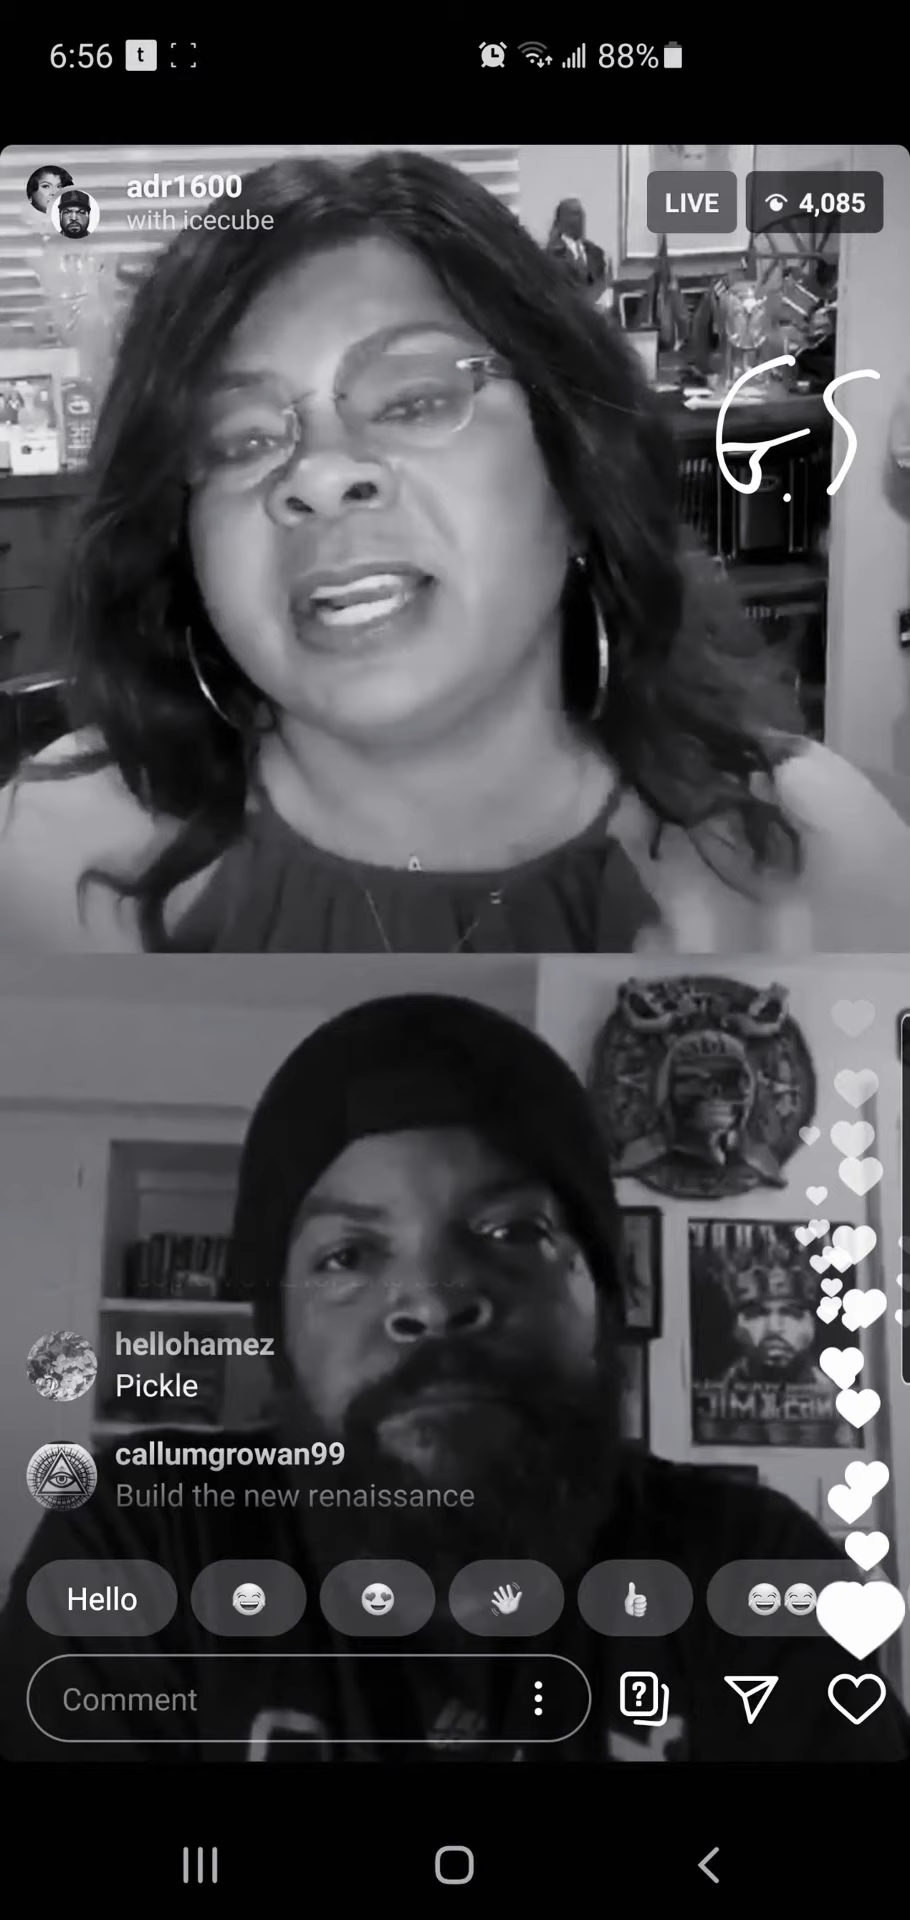 6:56 t 88%
adr1600
with icecube
LIVE 4,085
G.S
A
hellohamez
Pickle
callumgrowan99
Build the new renaissance
Hello
Comment